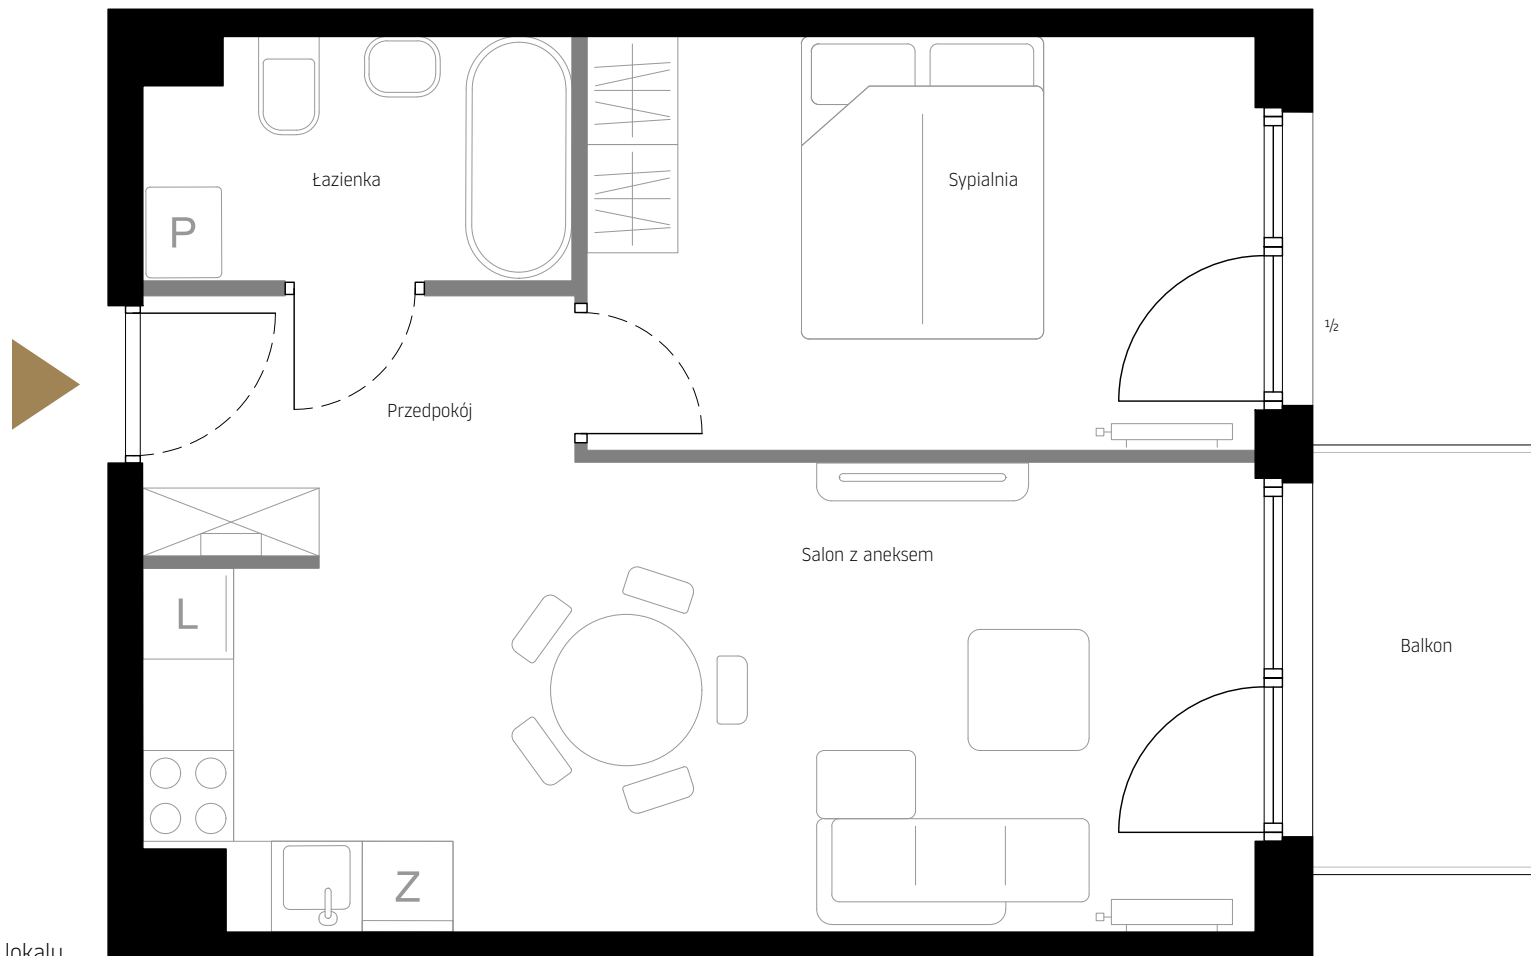 Łazienka
Sypialnia
P
½
Przedpokój
Salon z aneksem
L
Balkon
Z
lokalu